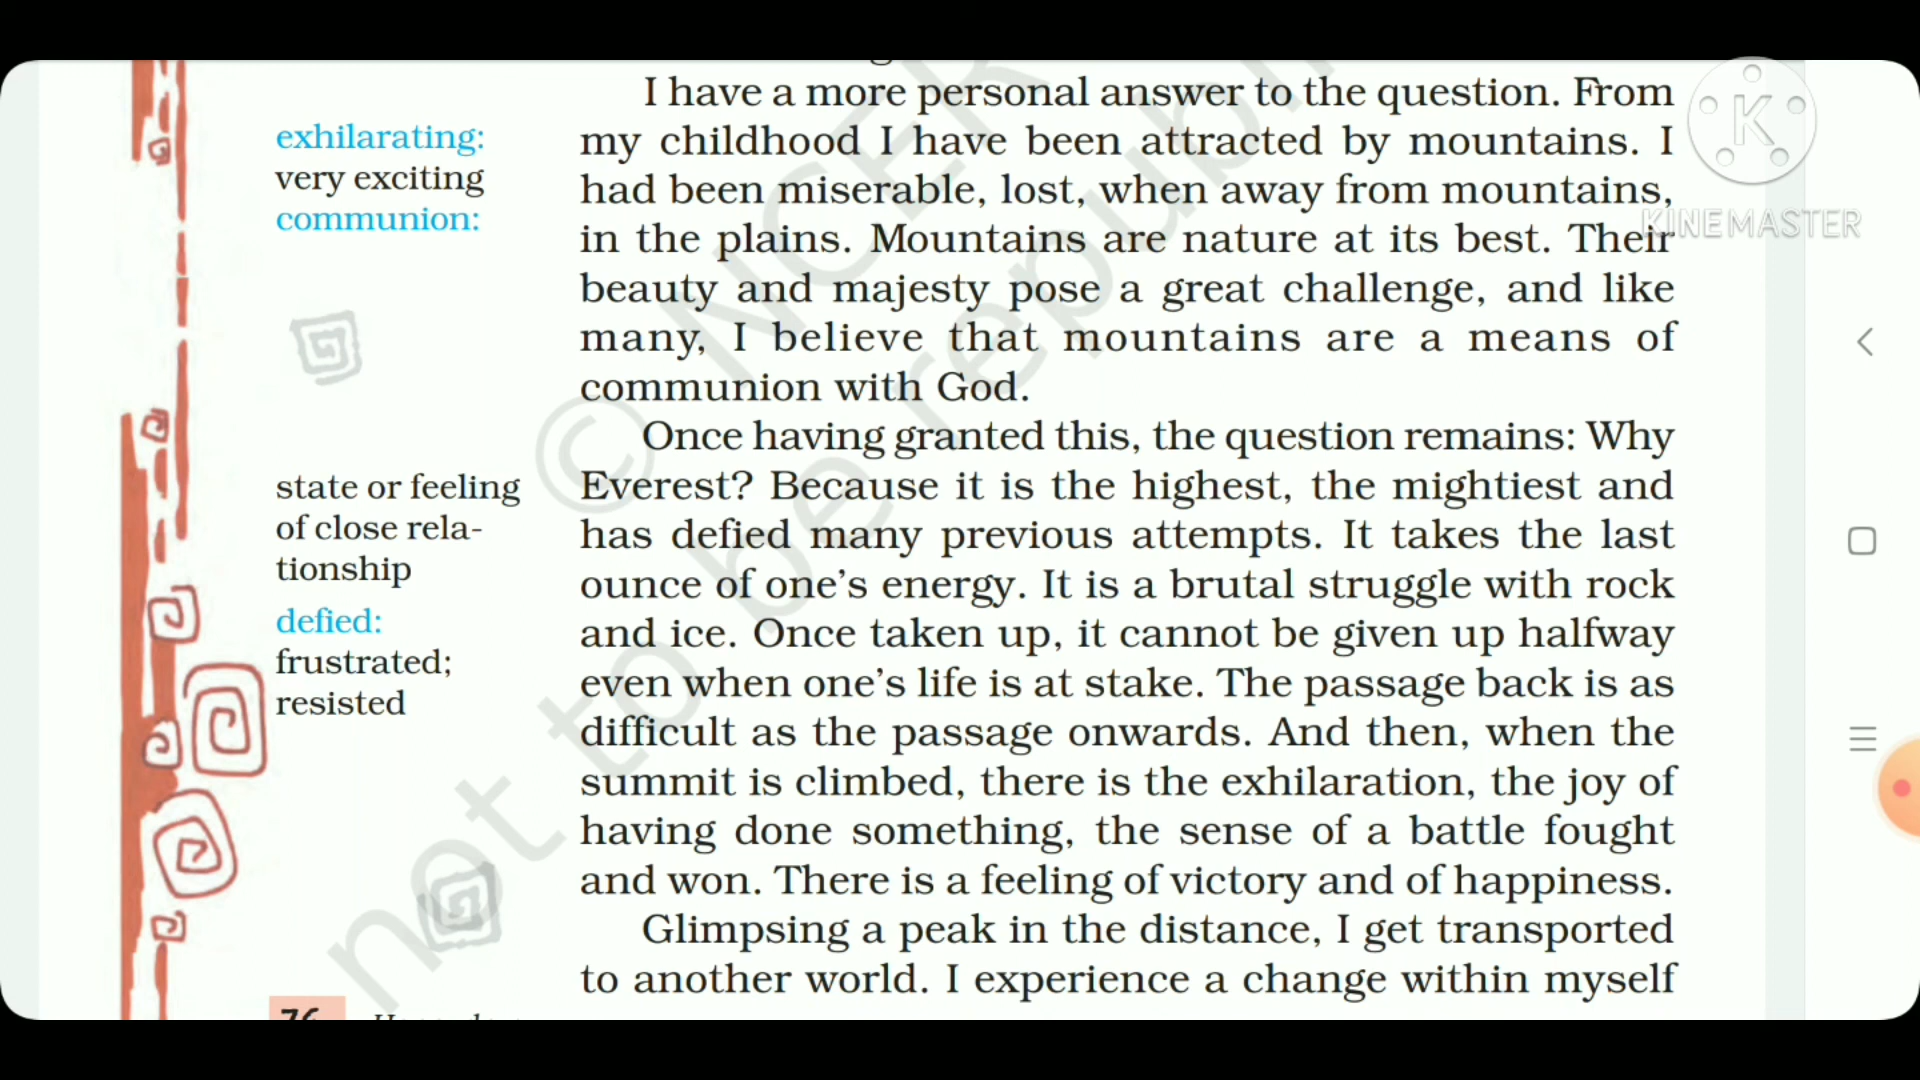 I have a more personal answer to the question. From
my childhood I have been attracted by mountains. I
had been miserable, lost, when away from mountains,
in the plains. Mountains are nature at its best. Their
beauty and majesty pose a great challenge, and like
many, I believe that mountains are a means of
communion with God.
Once having granted this, the question remains: Why
Everest? Because it is the highest, the mightiest and
has defied many previous attempts. It takes the last
ounce of one's energy. It is a brutal struggle with rock
and ice. Once taken up, it cannot be given up halfway
even when one's life is at stake. The passage back is as
difficult as the passage onwards. And then, when the
summit is climbed, there is the exhilaration, the joy of
having done something, the sense of a battle fought
and won. There is a feeling of victory and of happiness.
Glimpsing a peak in the distance, I get transported
to another world. I experience a change within myself
exhilarating:
very exciting
communion:
state or feeling
of close rela-
tionship
defied:
frustrated;
resisted
76
© NCER
not to be republi
K
KINEMASTER